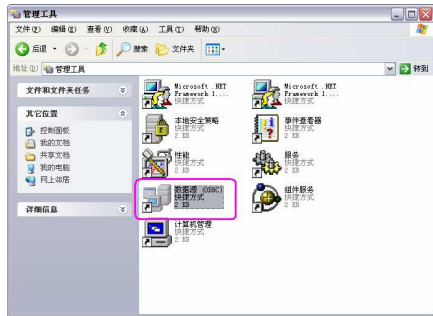 管理工具
文件(F) 编辑(E) 查看(V) 收藏(A) 工具(T) 帮助(H)
后退 搜索 文件夹
地址(D) 管理工具 转到
文件和文件夹任务
其它位置
控制面板
我的文档
共享文档
我的电脑
网上邻居
详细信息
Microsoft .NET
Framework 1....
快捷方式
Microsoft .NET
Framework 1....
快捷方式
本地安全策略
快捷方式
2 KB
事件查看器
快捷方式
2 KB
性能
快捷方式
2 KB
服务
快捷方式
2 KB
数据源 (ODBC)
快捷方式
2 KB
组件服务
快捷方式
2 KB
计算机管理
快捷方式
2 KB